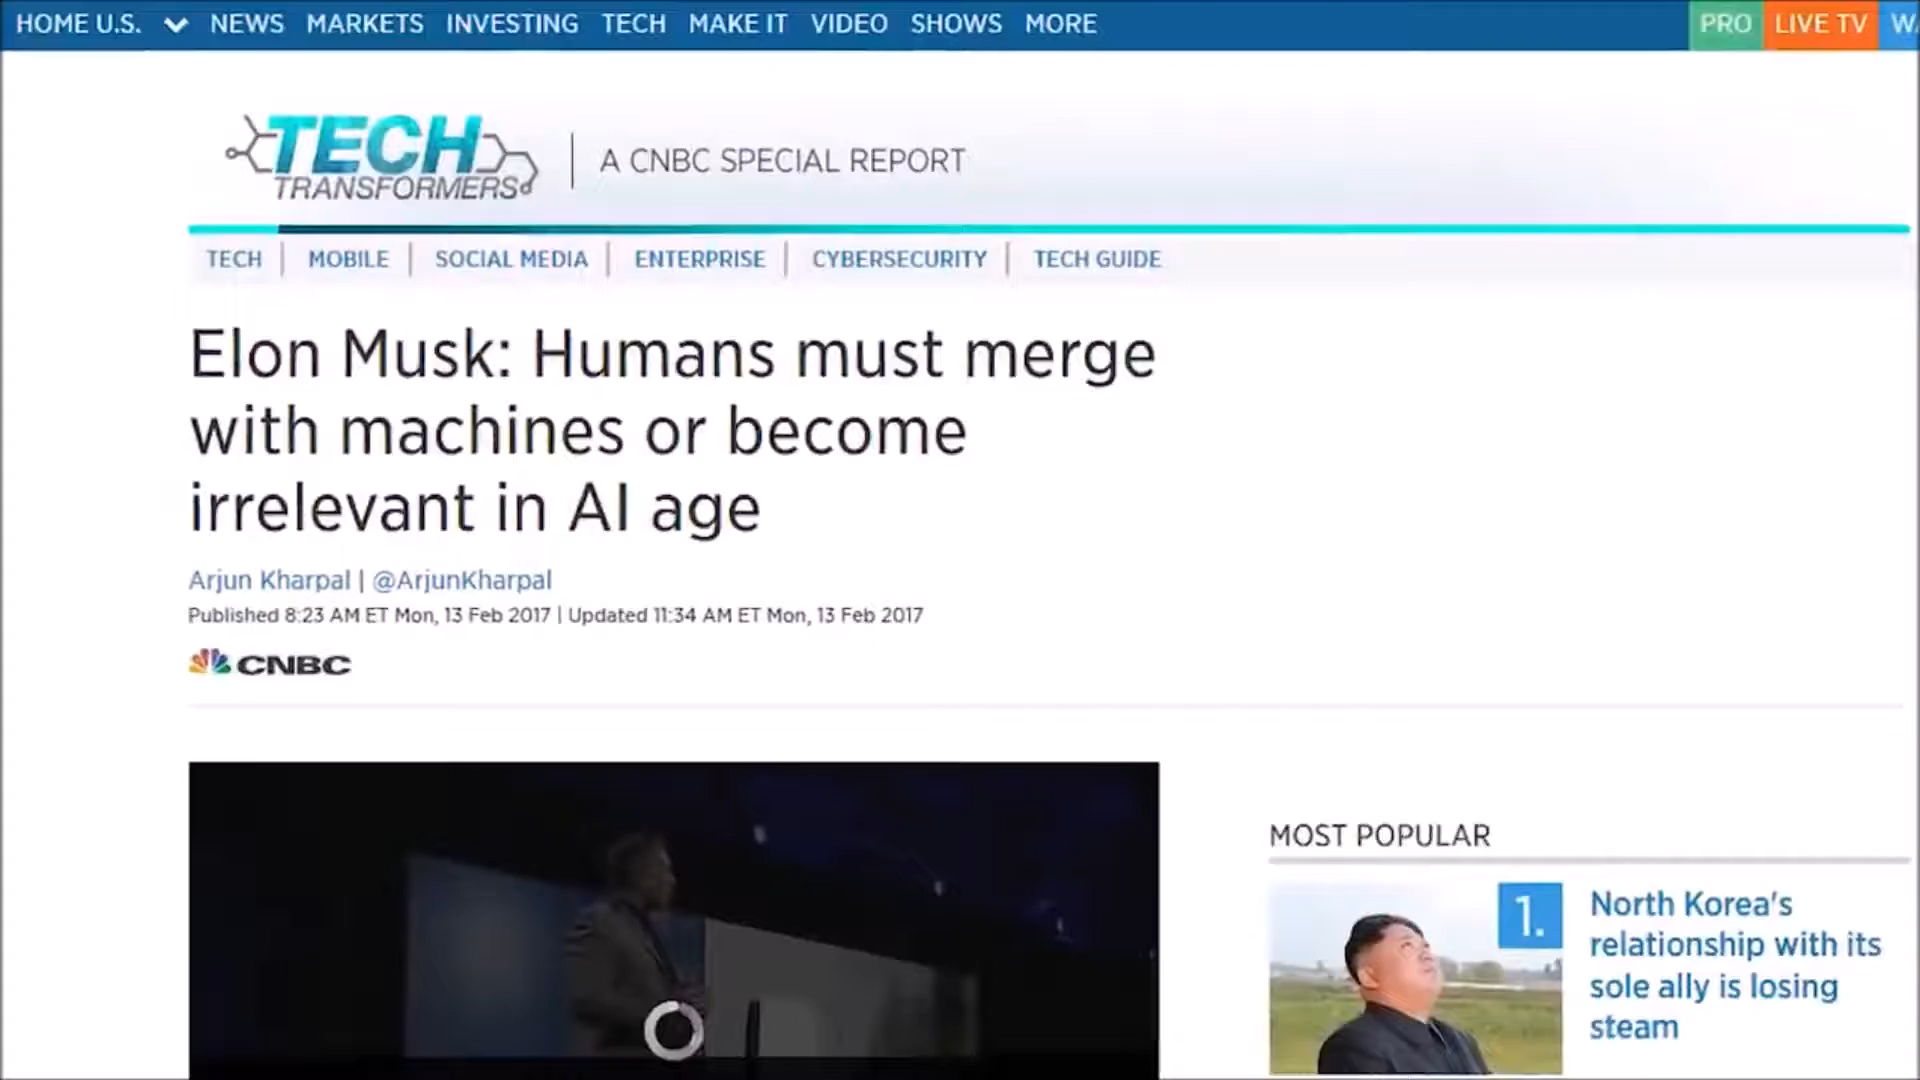 HOME U.S. NEWS MARKETS INVESTING TECH MAKE IT VIDEO SHOWS MORE PRO LIVE TV
TECH
TRANSFORMERS
A CNBC SPECIAL REPORT
TECH MOBILE SOCIAL MEDIA ENTERPRISE CYBERSECURITY TECH GUIDE
Elon Musk: Humans must merge
with machines or become
irrelevant in AI age
Arjun Kharpal | @ArjunKharpal
Published 8:23 AM ET Mon, 13 Feb 2017 | Updated 11:34 AM ET Mon, 13 Feb 2017
CNBC
MOST POPULAR
1.
North Korea's
relationship with its
sole ally is losing
steam